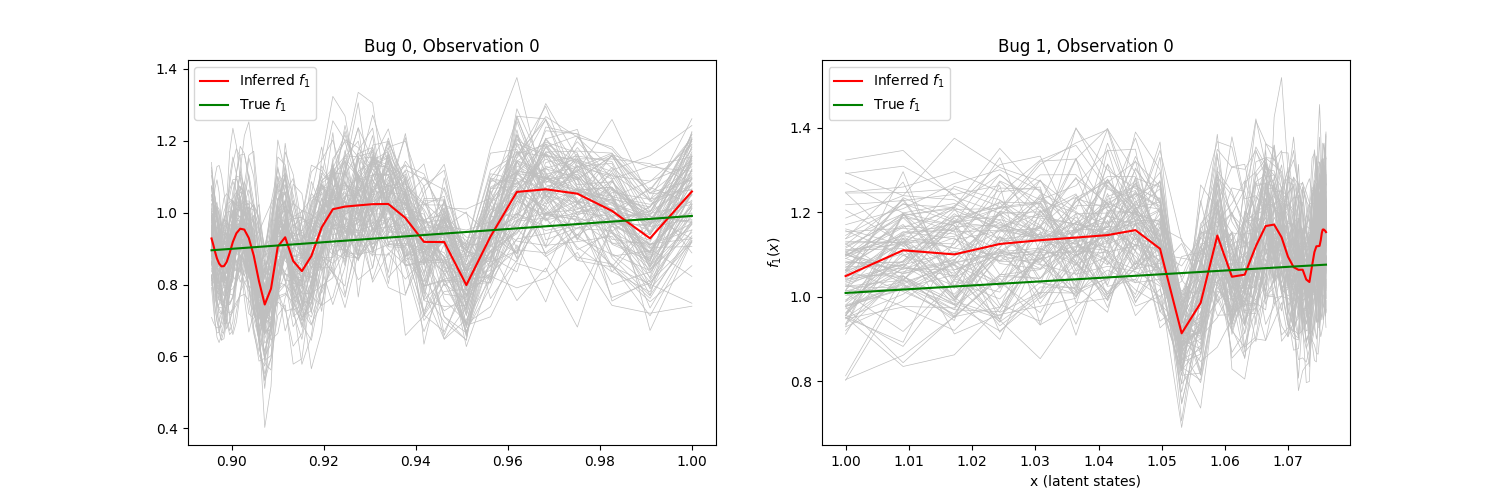 Bug 0, Observation 0
Inferred f₁
True f₁
1.4
1.2
1.0
0.8
0.6
0.4
0.90 0.92 0.94 0.96 0.98 1.00
Bug 1, Observation 0
Inferred f₁
True f₁
f₁(x)
1.4
1.2
1.0
0.8
1.00 1.01 1.02 1.03 1.04 1.05 1.06 1.07
x (latent states)